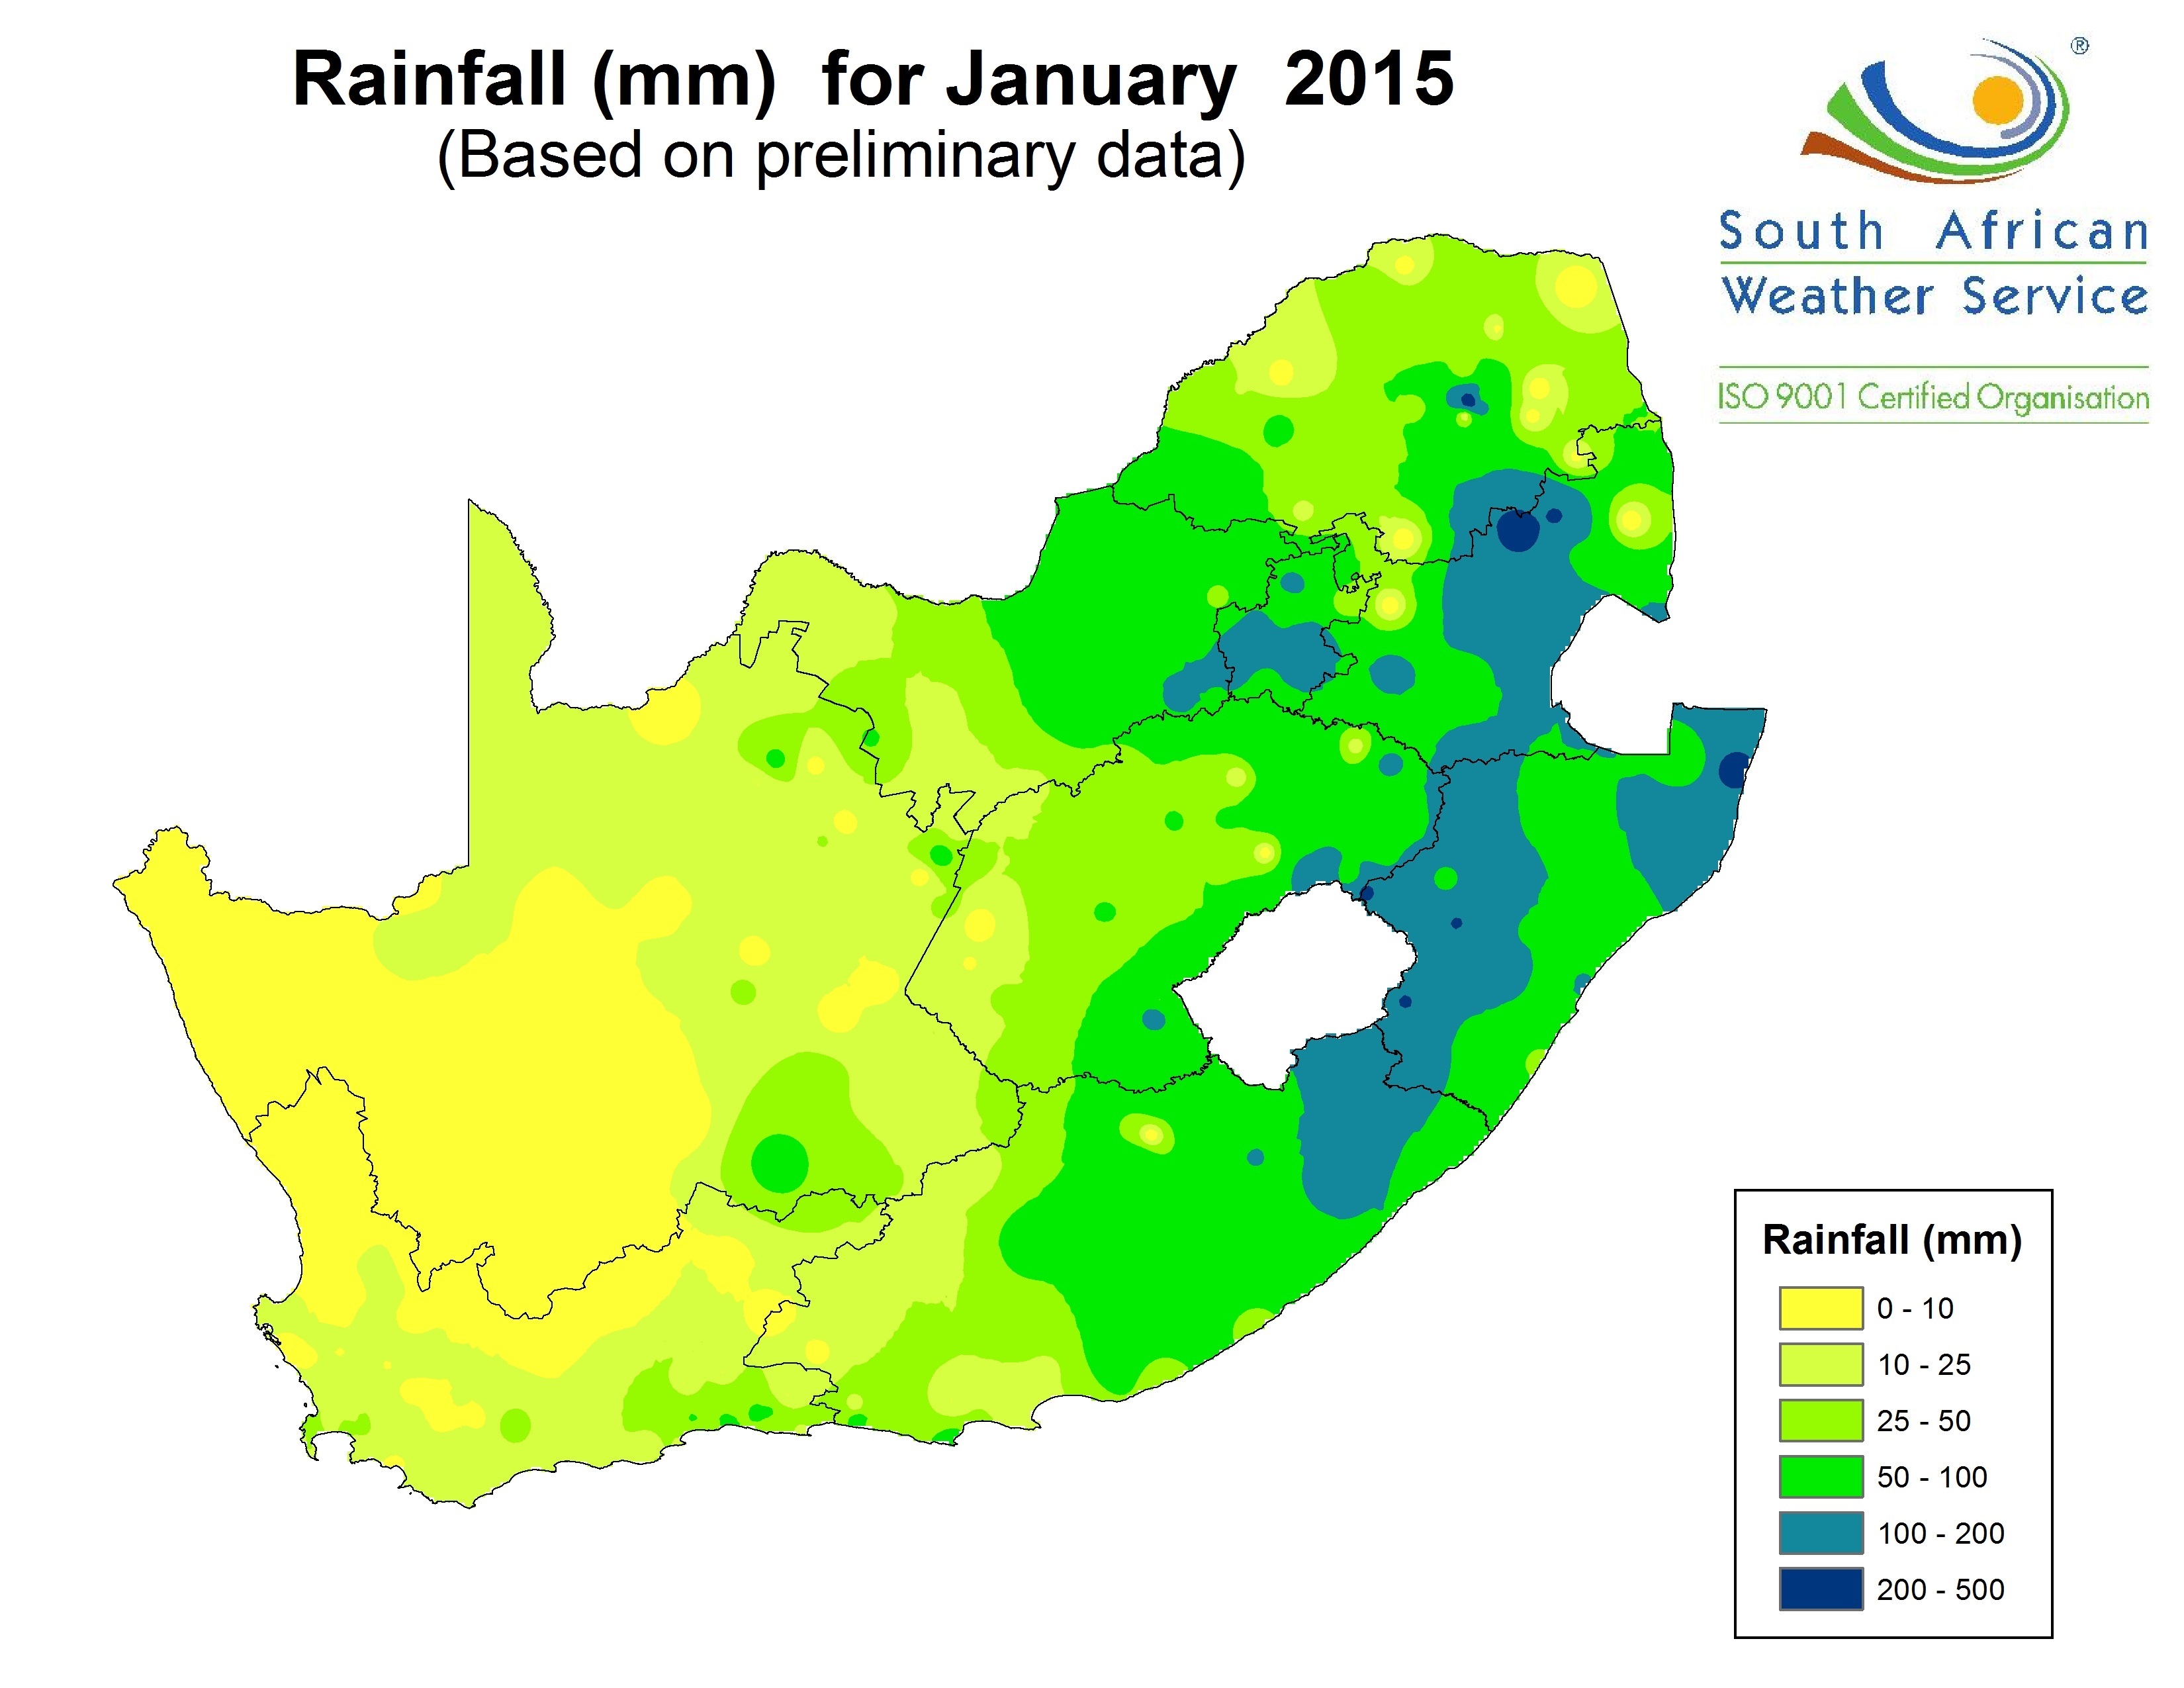 Rainfall (mm) for January 2015
(Based on preliminary data)
®
South African
Weather Service
ISO 9001 Certified Organisation
Rainfall (mm)
0 - 10
10 - 25
25 - 50
50 - 100
100 - 200
200 - 500